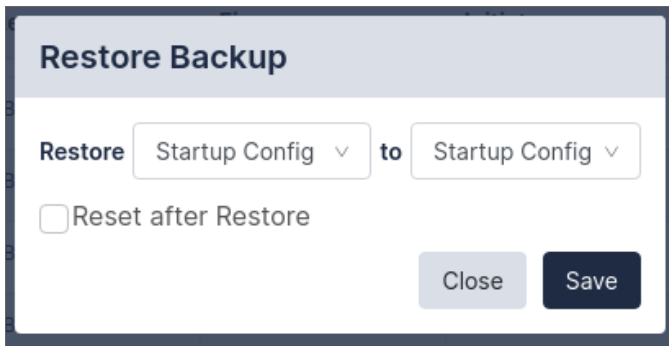 Restore Backup
Restore Startup Config to Startup Config
Reset after Restore
Close Save